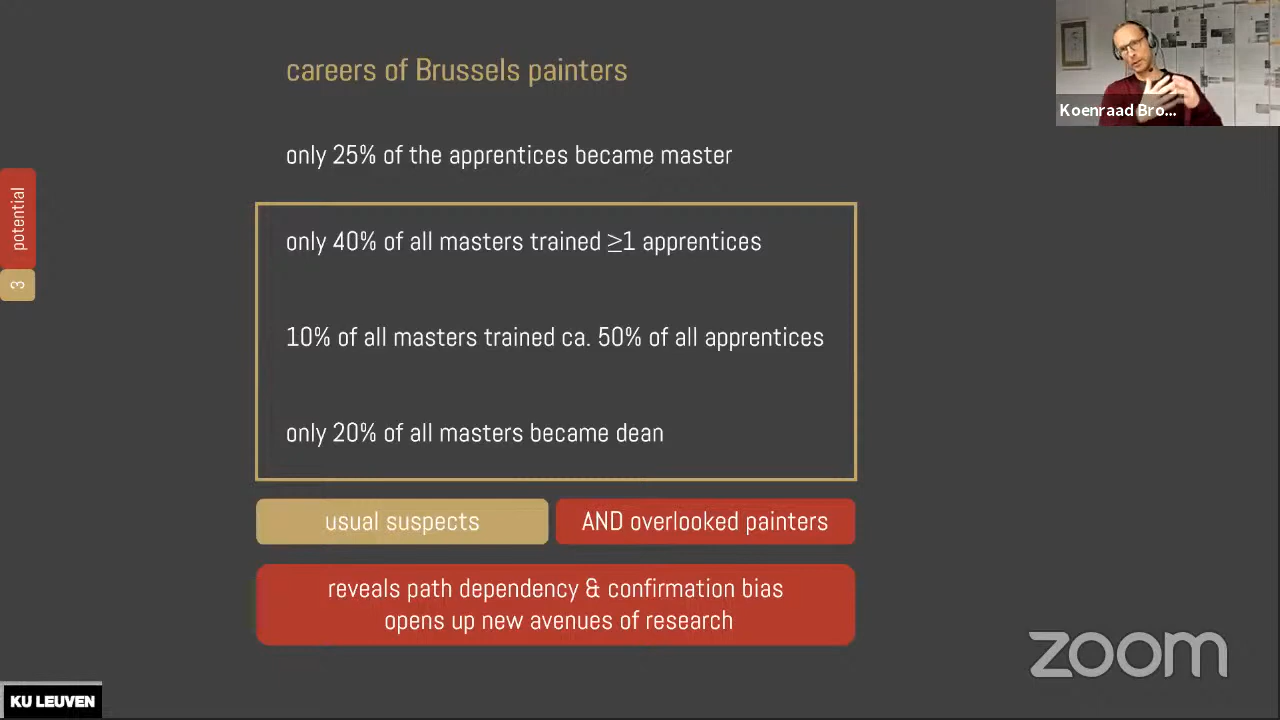 careers of Brussels painters
Koenraad Bro...
only 25% of the apprentices became master
potential
3
only 40% of all masters trained ≥1 apprentices
10% of all masters trained ca. 50% of all apprentices
only 20% of all masters became dean
usual suspects
AND overlooked painters
reveals path dependency & confirmation bias
opens up new avenues of research
zoom
KU LEUVEN